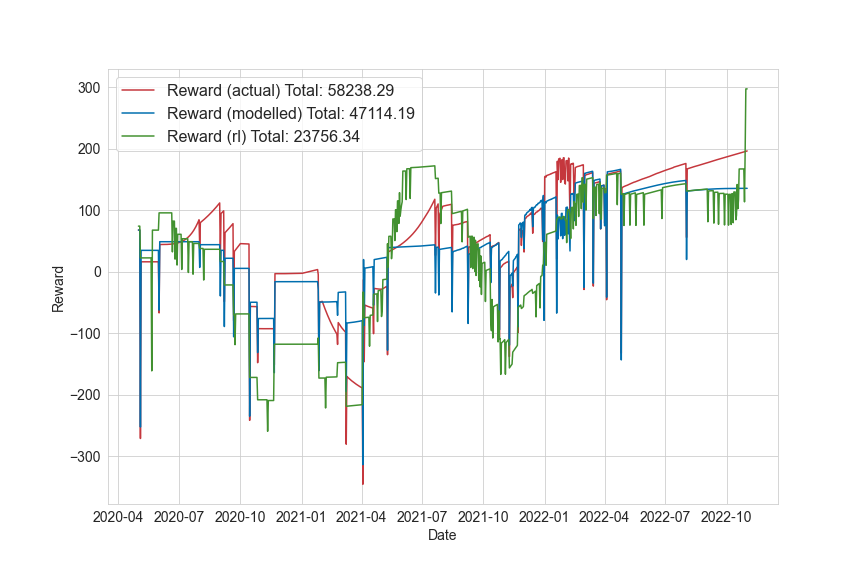 Reward (actual) Total: 58238.29
Reward (modelled) Total: 47114.19
Reward (rl) Total: 23756.34
300
200
100
0
−100
−200
−300
Reward
2020-04 2020-07 2020-10 2021-01 2021-04 2021-07 2021-10 2022-01 2022-04 2022-07 2022-10
Date